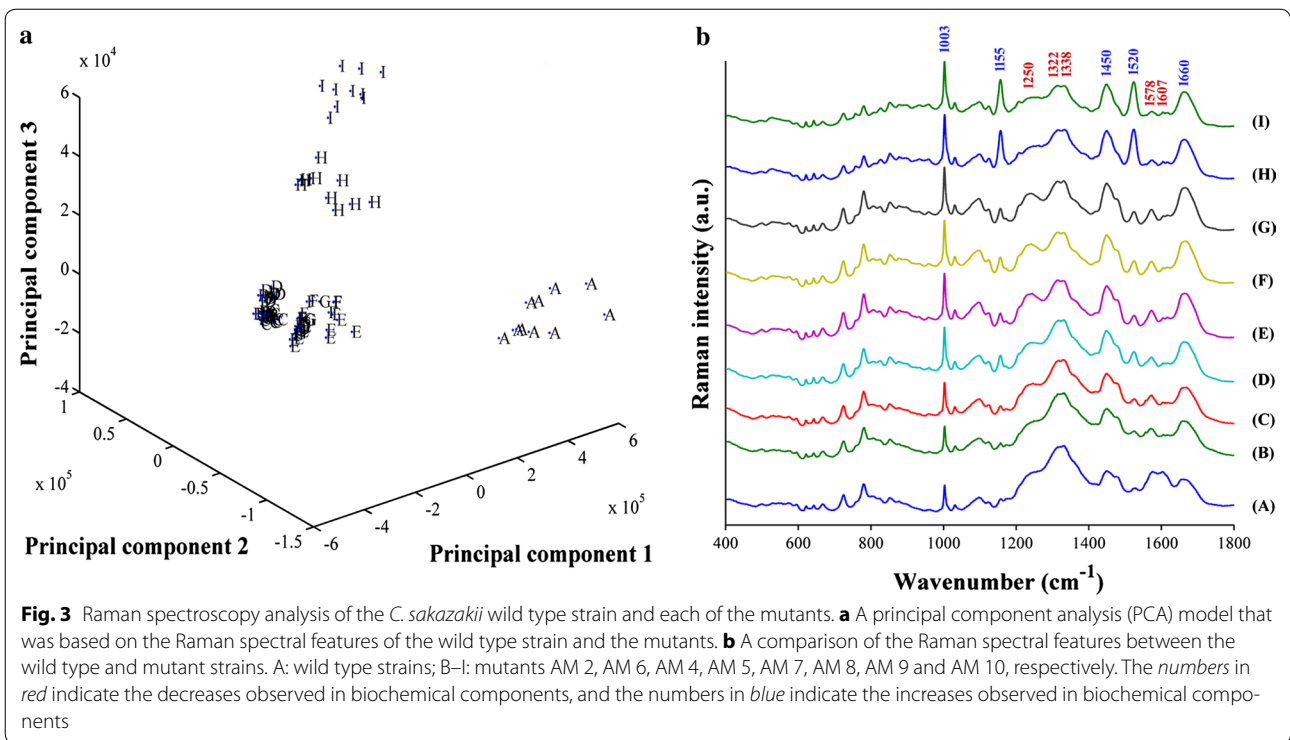 a
x 10⁴
6
4
2
0
-2
-4
Principal component 3
1
0.5
0
-0.5
-1
-1.5
x 10⁵
Principal component 2
-6
-4
-2
0
2
4
6
x 10⁵
Principal component 1
I I I
I I I I
I
I
H
H H H H
H H H
H
D D D
C C
F G F
G
E E
E E
A A
A A
A A A A
A A
b
1003
1155
1250
1322
1338
1450
1520
1578
1607
1660
(I)
(H)
(G)
(F)
(E)
(D)
(C)
(B)
(A)
Raman intensity (a.u.)
400 600 800 1000 1200 1400 1600 1800
Wavenumber (cm⁻¹)
Fig. 3 Raman spectroscopy analysis of the C. sakazakii wild type strain and each of the mutants. a A principal component analysis (PCA) model that
was based on the Raman spectral features of the wild type strain and the mutants. b A comparison of the Raman spectral features between the
wild type and mutant strains. A: wild type strains; B–I: mutants AM 2, AM 6, AM 4, AM 5, AM 7, AM 8, AM 9 and AM 10, respectively. The numbers in
red indicate the decreases observed in biochemical components, and the numbers in blue indicate the increases observed in biochemical compo-
nents